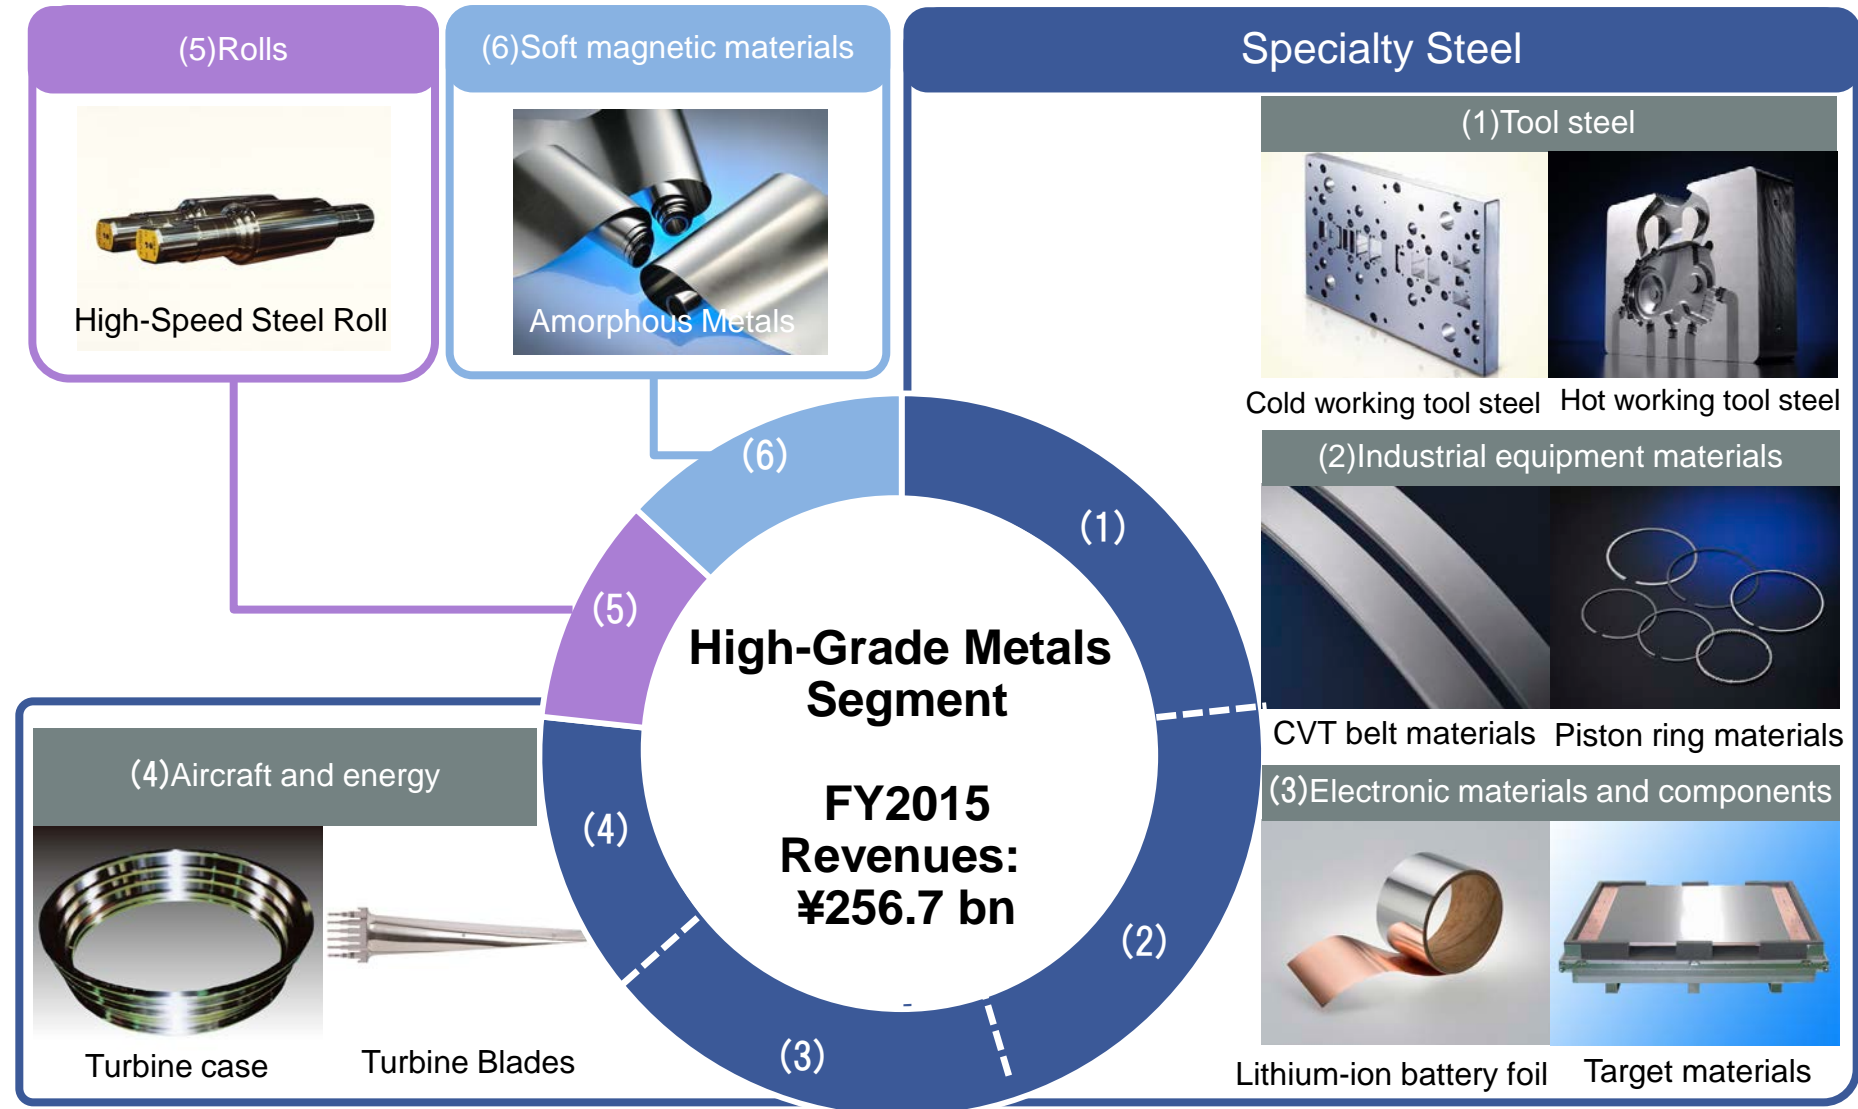 (5)Rolls
(6)Soft magnetic materials
Specialty Steel
High-Speed Steel Roll
Amorphous Metals
(1)Tool steel
Cold working tool steel
Hot working tool steel
(2)Industrial equipment materials
CVT belt materials
Piston ring materials
(3)Electronic materials and components
Lithium-ion battery foil
Target materials
(4)Aircraft and energy
Turbine case
Turbine Blades
(6)
(1)
(5)
(4)
(2)
(3)
High-Grade Metals
Segment
FY2015
Revenues:
¥256.7 bn